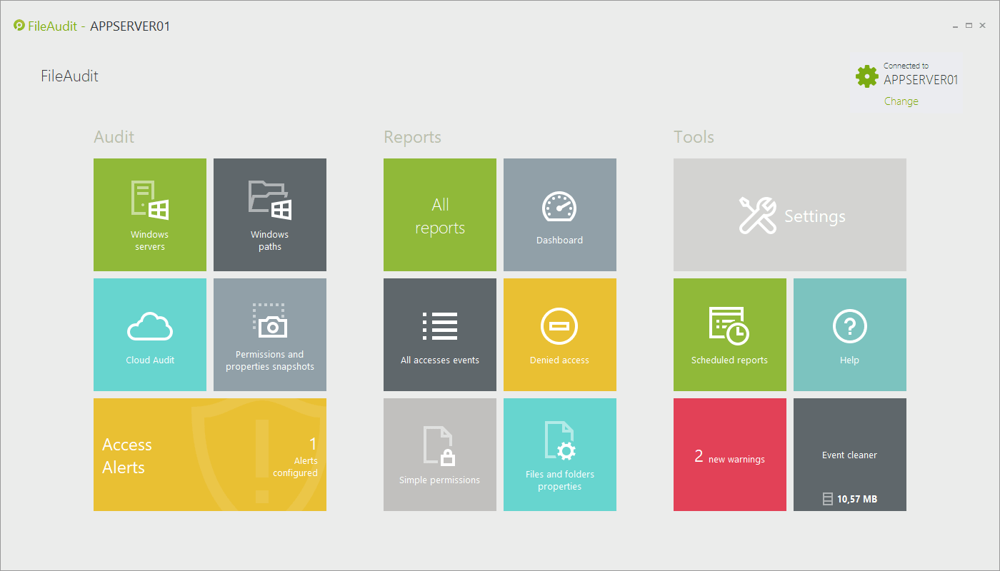 FileAudit - APPSERVER01
FileAudit
Connected to
APPSERVER01
Change
Audit
Windows
servers
Windows
paths
Cloud Audit
Permissions and
properties snapshots
Access
Alerts
1
Alerts
configured
Reports
All
reports
Dashboard
All accesses events
Denied access
Simple permissions
Files and folders
properties
Tools
Settings
Scheduled reports
?
Help
2 new warnings
Event cleaner
10,57 MB